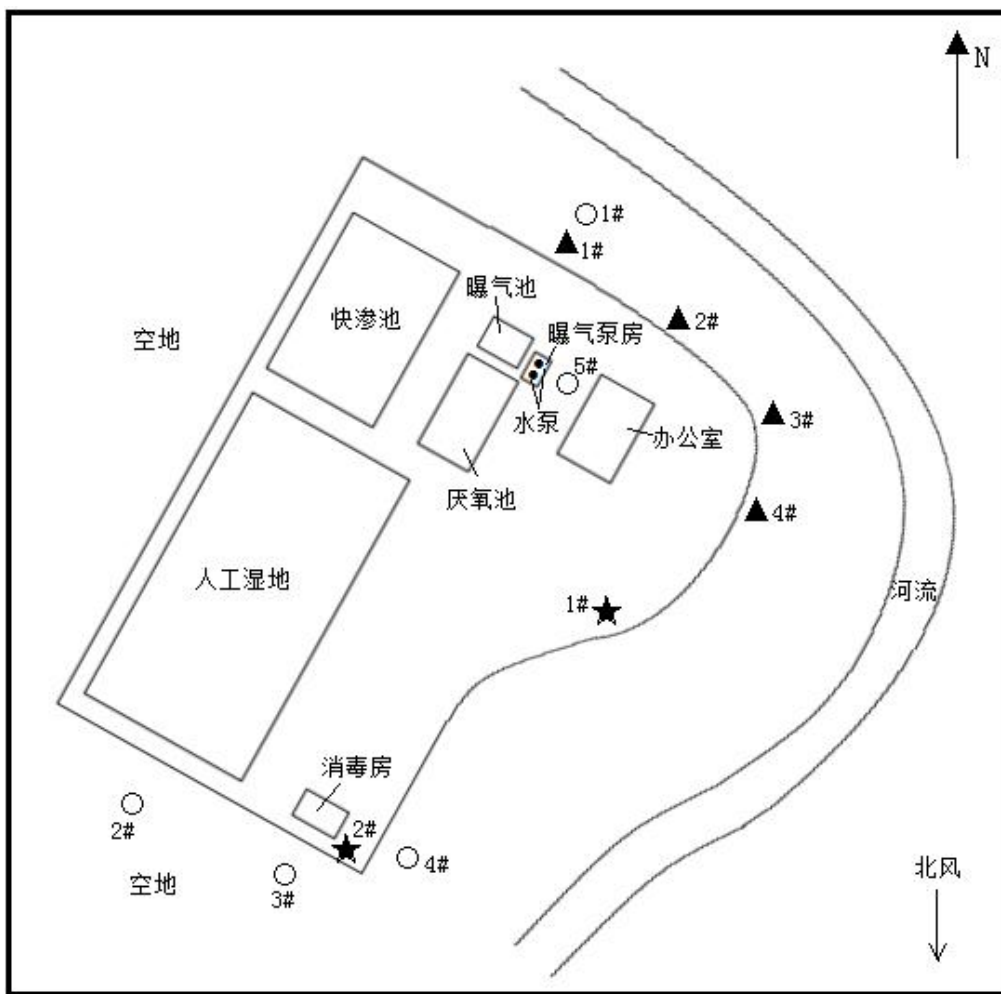 N
1#
1#
曝气池
2#
快渗池
曝气泵房
空地
5#
水泵
3#
办公室
厌氧池
4#
人工湿地
河流
1#
消毒房
2#
2#
4#
北风
空地
3#